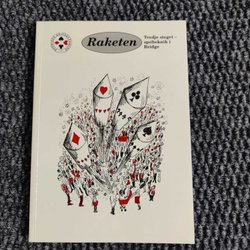 Raketen
Tredje steget –
spelteknik i
Bridge